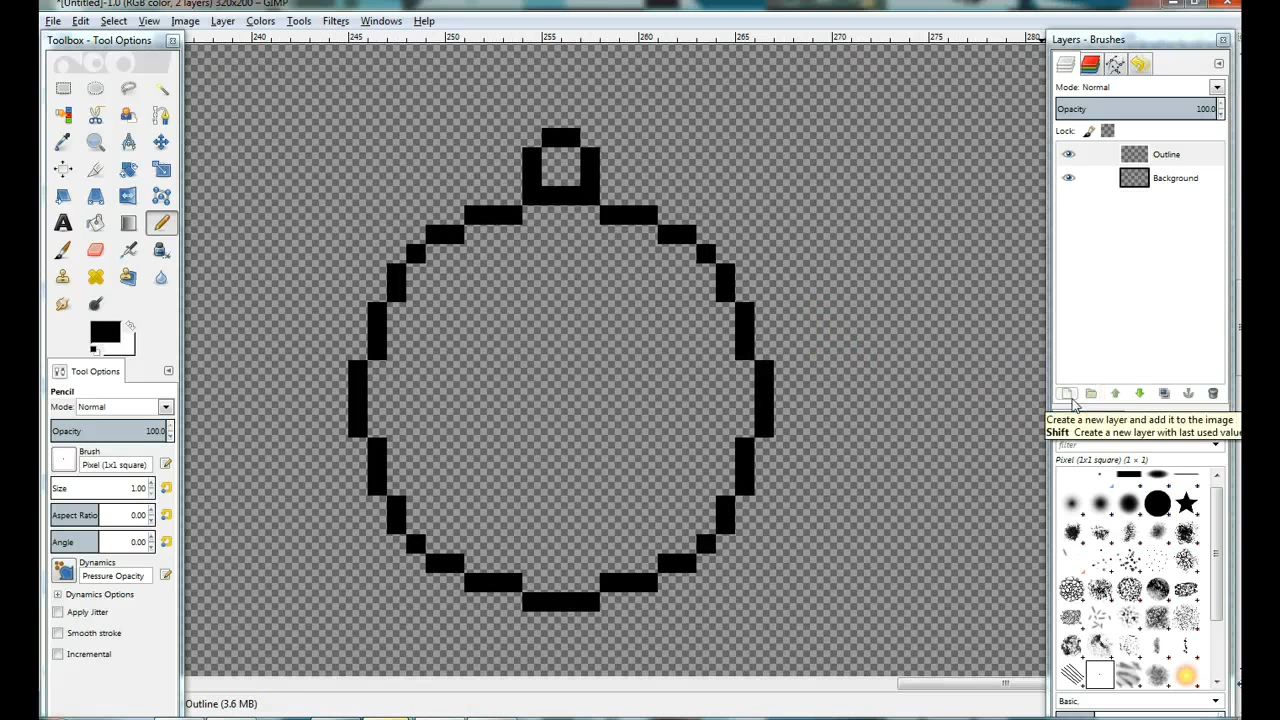 *[Untitled]-1.0 (RGB color, 2 layers) 320x200 – GIMP
File Edit Select View Image Layer Colors Tools Filters Windows Help
Toolbox - Tool Options
240 245 250 255 260 265 270 275 280
Layers - Brushes
Mode: Normal
Opacity 100.0
Lock:
Outline
Background
A
Tool Options
Pencil
Mode: Normal
Opacity 100.0
Brush
Pixel (1x1 square)
Size 1.00
Aspect Ratio 0.00
Angle 0.00
Dynamics
Pressure Opacity
Dynamics Options
Apply Jitter
Smooth stroke
Incremental
Create a new layer and add it to the image
Shift Create a new layer with last used value
filter
Pixel (1x1 square) (1 × 1)
Basic,
Outline (3.6 MB)